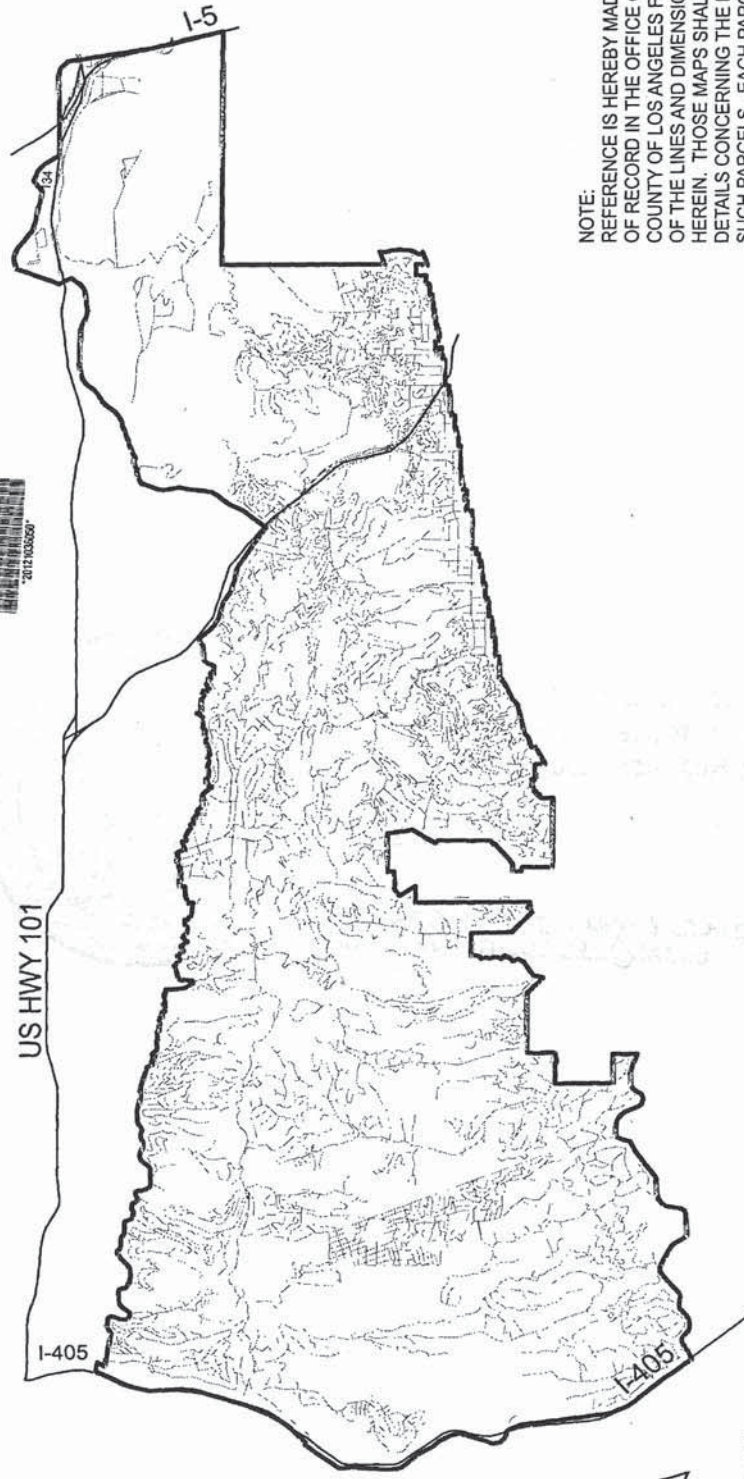 US HWY 101
I-5
134
*20121636050*
I-405
I-405
NOTE:
REFERENCE IS HEREBY MAD
OF RECORD IN THE OFFICE
COUNTY OF LOS ANGELES
OF THE LINES AND DIMENSIO
HEREIN. THOSE MAPS SHAL
DETAILS CONCERNING THE
SUCH PARCELS. EACH PARC